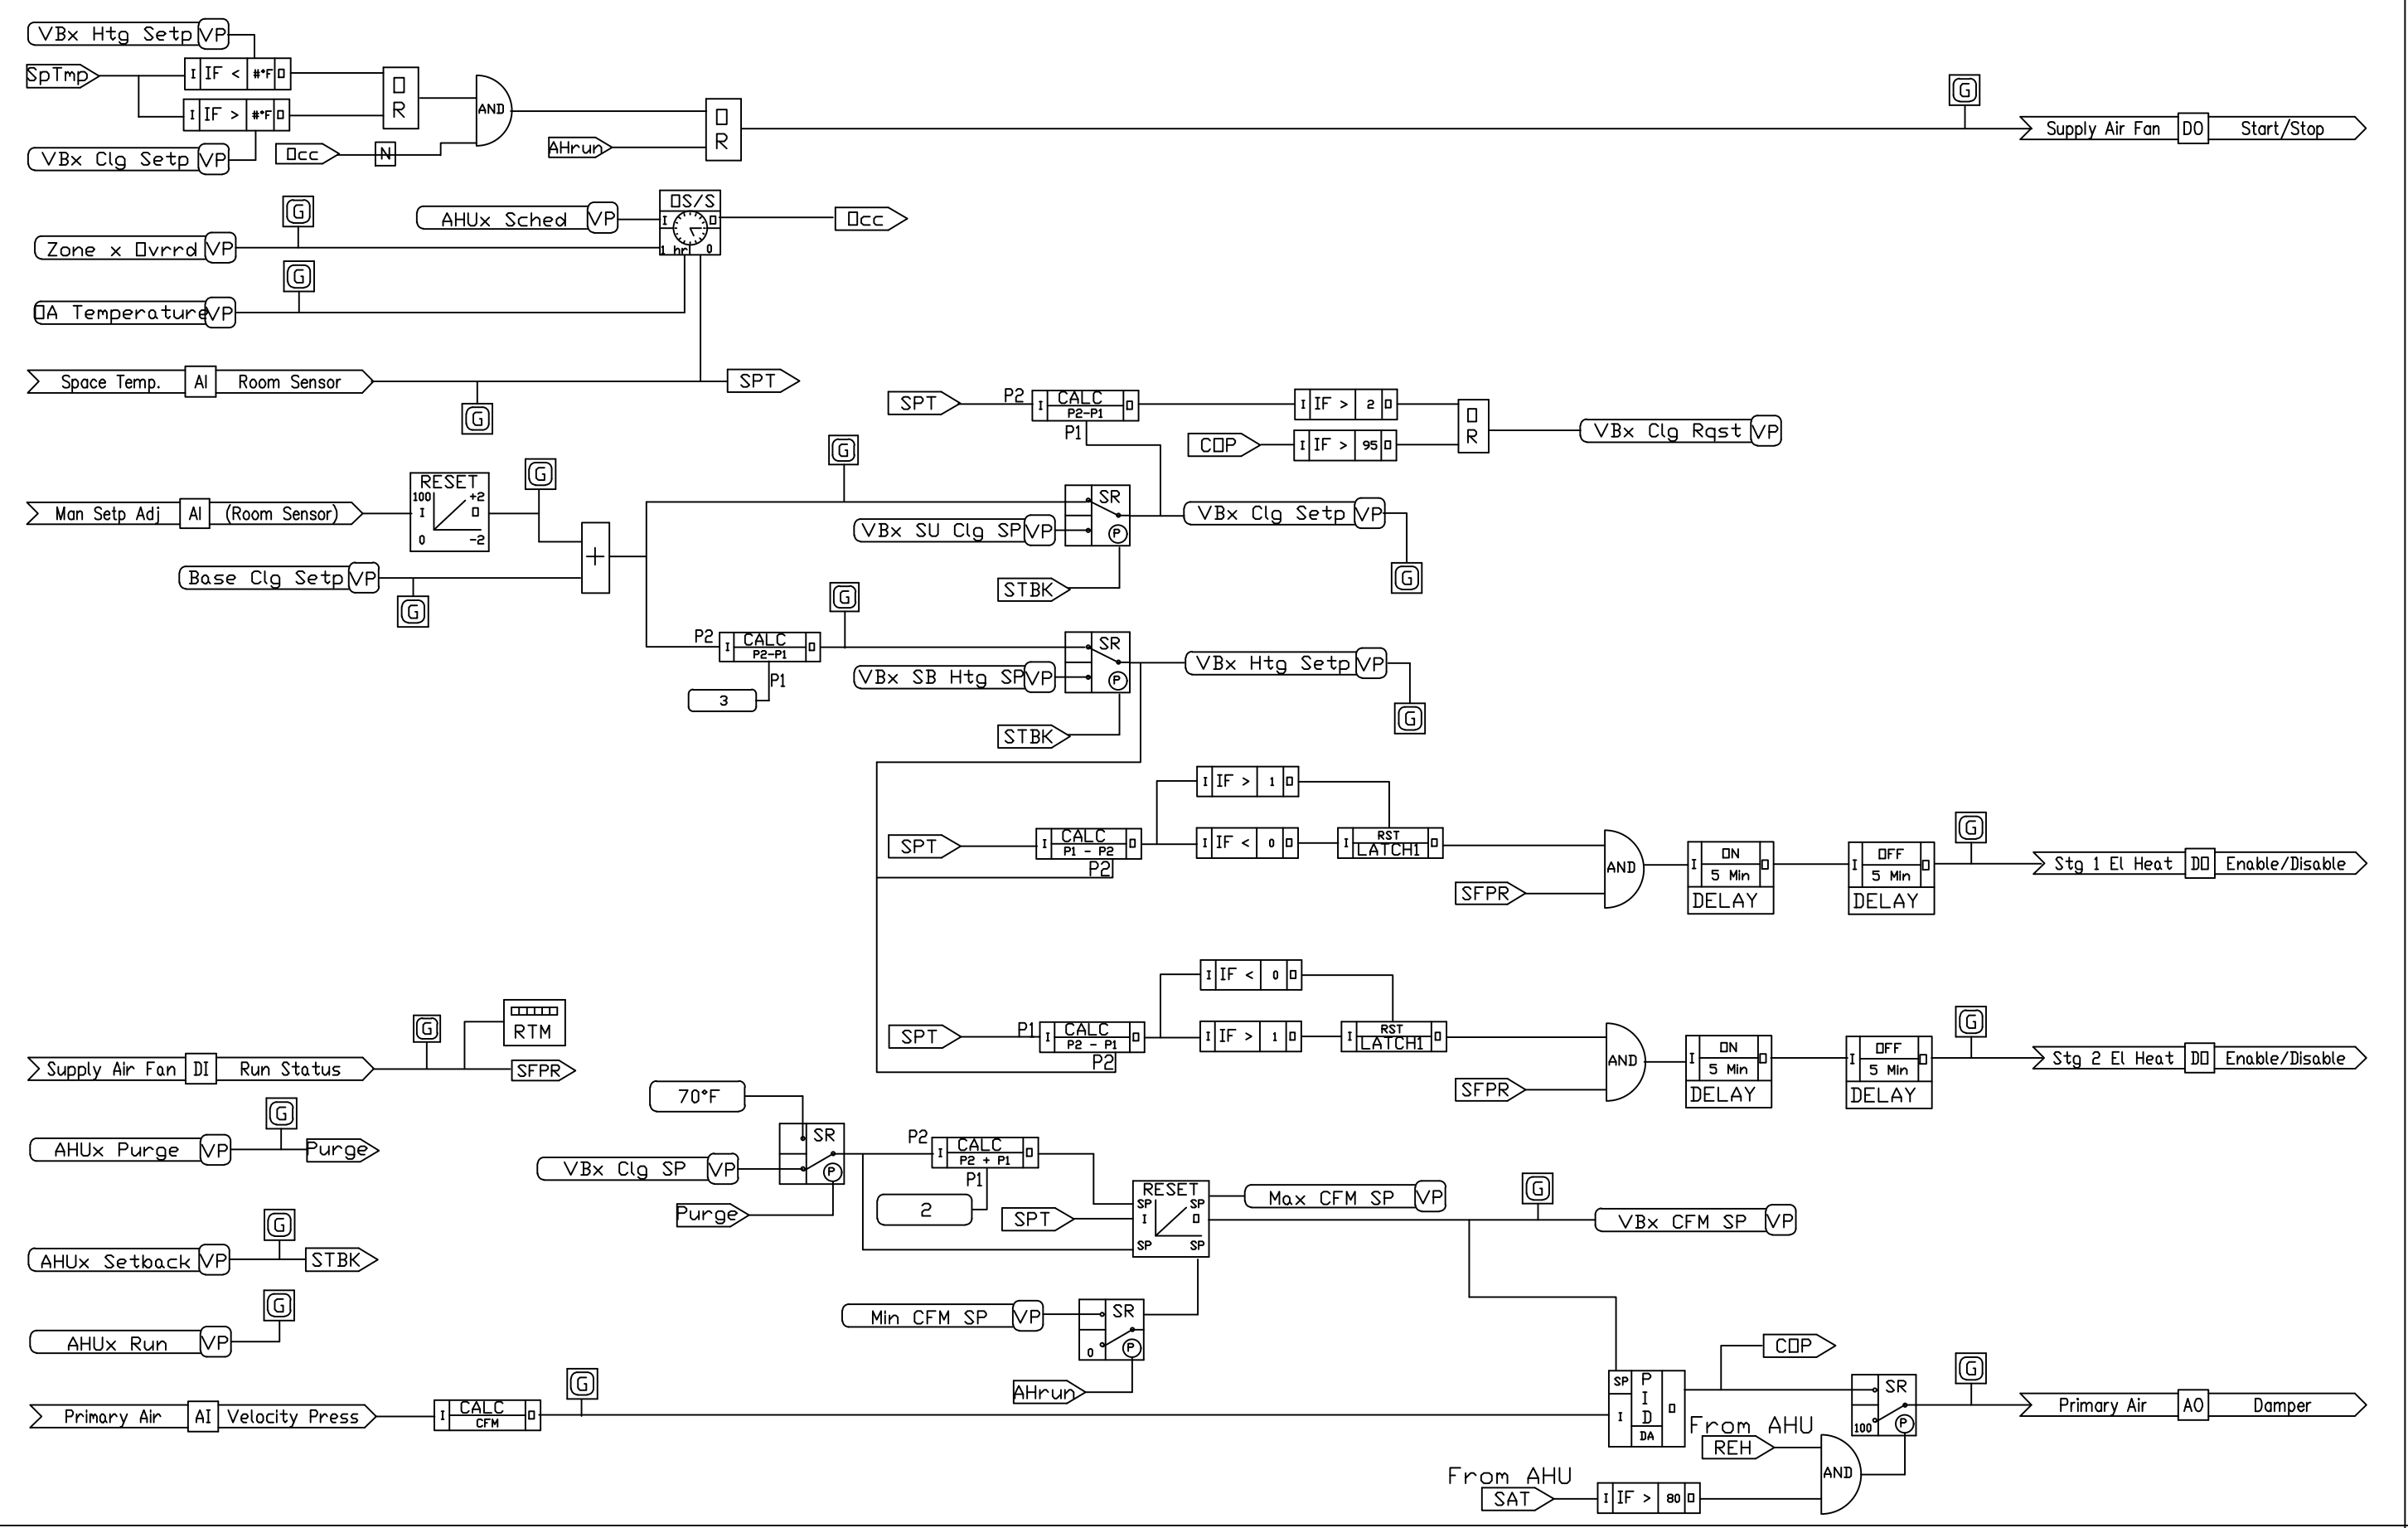 VBx Htg Setp VP
SpTmp I IF < #°F O
OR
AND
I IF > #°F O
OR
G
VBx Clg Setp VP
Occ N
AHrun
Supply Air Fan DO Start/Stop
G
AHUx Sched VP
OS/S
I O
1 hr 0
Occ
Zone x Ovrrd VP
G
OA Temperature VP
Space Temp. AI Room Sensor
SPT
G
SPT P2 I CALC O
P2-P1
P1
I IF > 2 O
OR
VBx Clg Rqst VP
COP I IF > 95 O
G
G
Man Setp Adj AI (Room Sensor)
RESET
100 +2
I O
0 -2
+
SR
P
VBx Clg Setp VP
VBx SU Clg SP VP
Base Clg Setp VP
G
STBK
G
G
P2 I CALC O
P2-P1
P1
3
SR
P
VBx Htg Setp VP
VBx SB Htg SP VP
G
STBK
I IF > 1 O
SPT I CALC O
P1 - P2
P2
I IF < 0 O
RST
I LATCH1 O
AND
SFPR
I ON O
5 Min
DELAY
I OFF O
5 Min
DELAY
G
Stg 1 El Heat DO Enable/Disable
I IF < 0 O
SPT P1 I CALC O
P2 - P1
P2
I IF > 1 O
RST
I LATCH1 O
AND
SFPR
I ON O
5 Min
DELAY
I OFF O
5 Min
DELAY
G
Stg 2 El Heat DO Enable/Disable
G
RTM
Supply Air Fan DI Run Status
SFPR
G
AHUx Purge VP
Purge
70°F
SR
P
VBx Clg SP VP
Purge
P2 I CALC O
P2 + P1
P1
2
SPT
RESET
SP SP
I O
SP SP
Max CFM SP VP
G
VBx CFM SP VP
G
AHUx Setback VP
STBK
G
AHUx Run VP
Min CFM SP VP
SR
0 P
AHrun
Primary Air AI Velocity Press
I CALC O
CFM
G
SP PID O
I
DA
COP
SR
100 P
G
Primary Air AO Damper
From AHU
REH
AND
From AHU
SAT I IF > 80 O